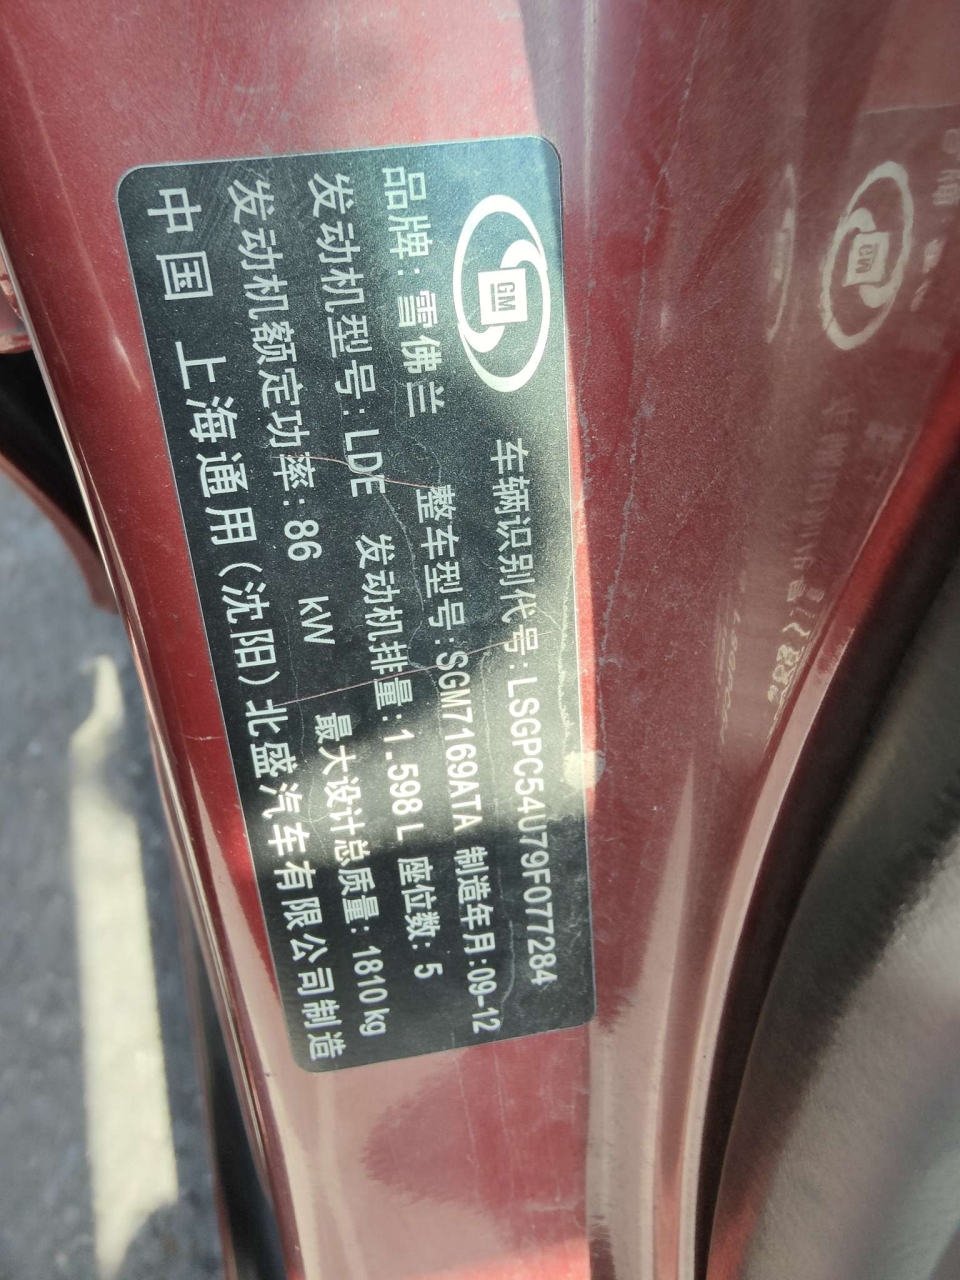 GM
车辆识别代号:LSGPC54U79F077284
品牌:雪佛兰 整车型号:SGM7169ATA 制造年月:09-12
发动机型号:LDE 发动机排量:1.598L 座位数:5
发动机额定功率:86 kW 最大设计总质量:1810kg
中国 上海通用(沈阳)北盛汽车有限公司制造